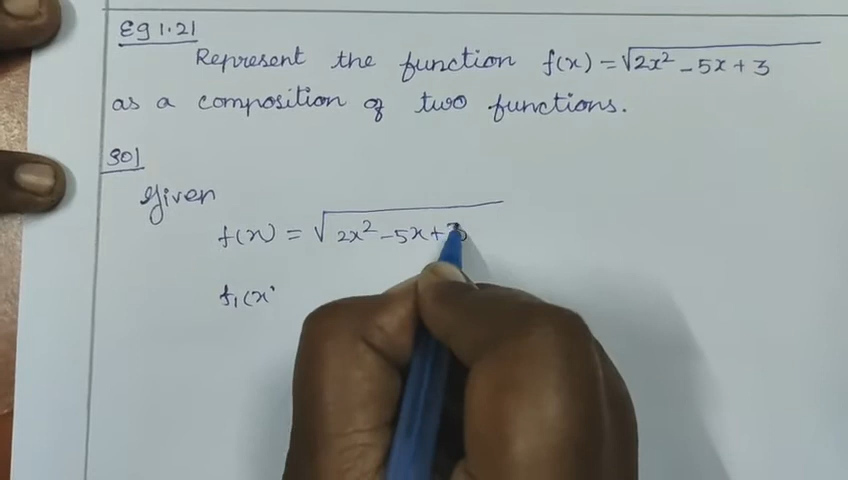 Eg 1.21
Represent the function f(x) = √2x² - 5x + 3
as a composition of two functions.
Sol
Given
f(x) = √2x² - 5x + 3
f₁(x)